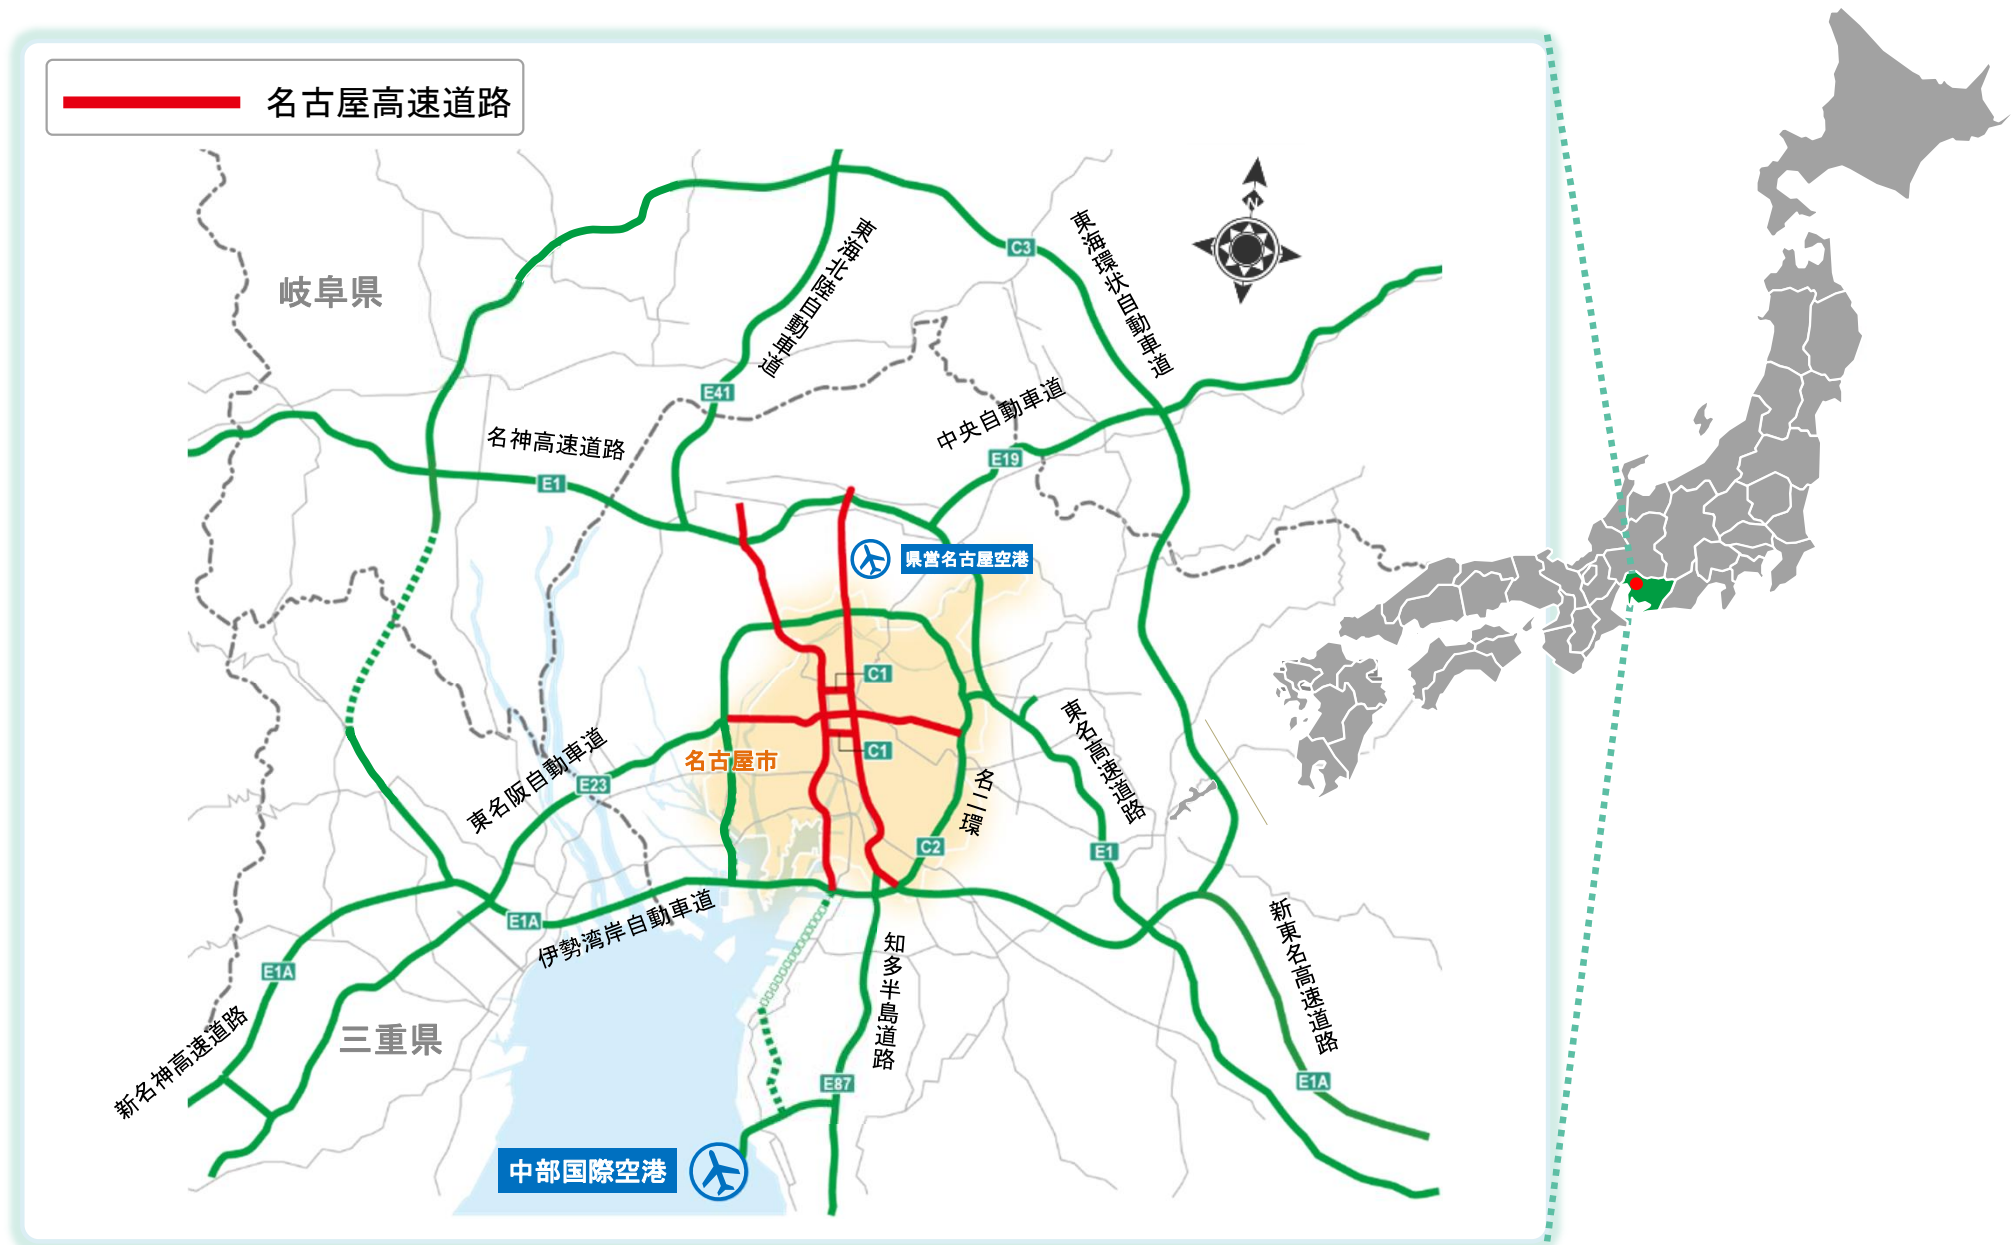 名古屋高速道路
N
岐阜県
東海北陸自動車道
C3
東海環状自動車道
E41
中央自動車道
名神高速道路
E19
E1
県営名古屋空港
C1
東名高速道路
名古屋市
C1
東名阪自動車道
E23
名二環
C2
E1
E1A
伊勢湾岸自動車道
新東名高速道路
知多半島道路
E1A
新名神高速道路
三重県
E87
E1A
中部国際空港